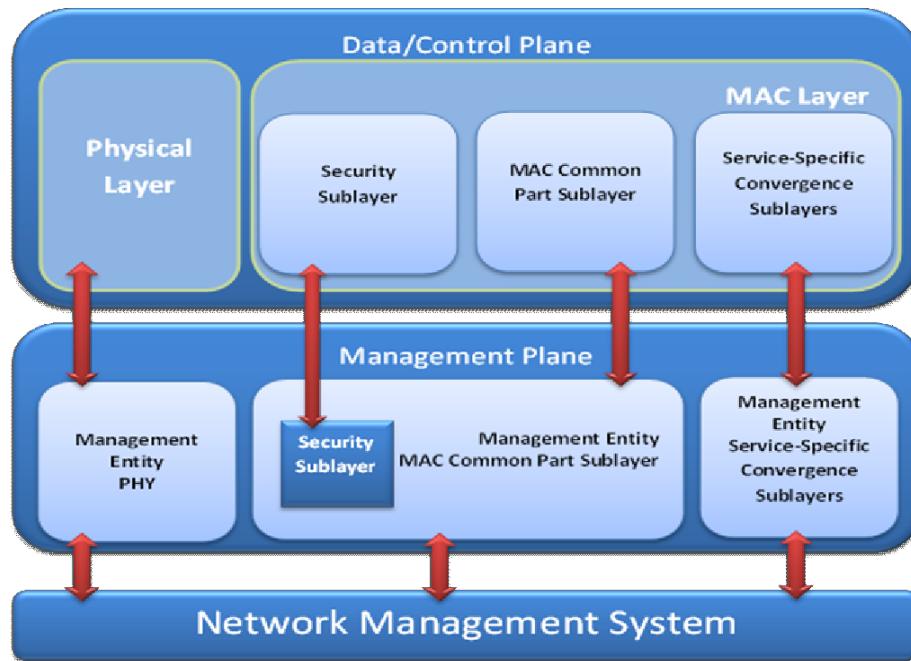 Data/Control Plane
MAC Layer
Physical
Layer
Security
Sublayer
MAC Common
Part Sublayer
Service-Specific
Convergence
Sublayers
Management Plane
Management
Entity
PHY
Security
Sublayer
Management Entity
MAC Common Part Sublayer
Management
Entity
Service-Specific
Convergence
Sublayers
Network Management System